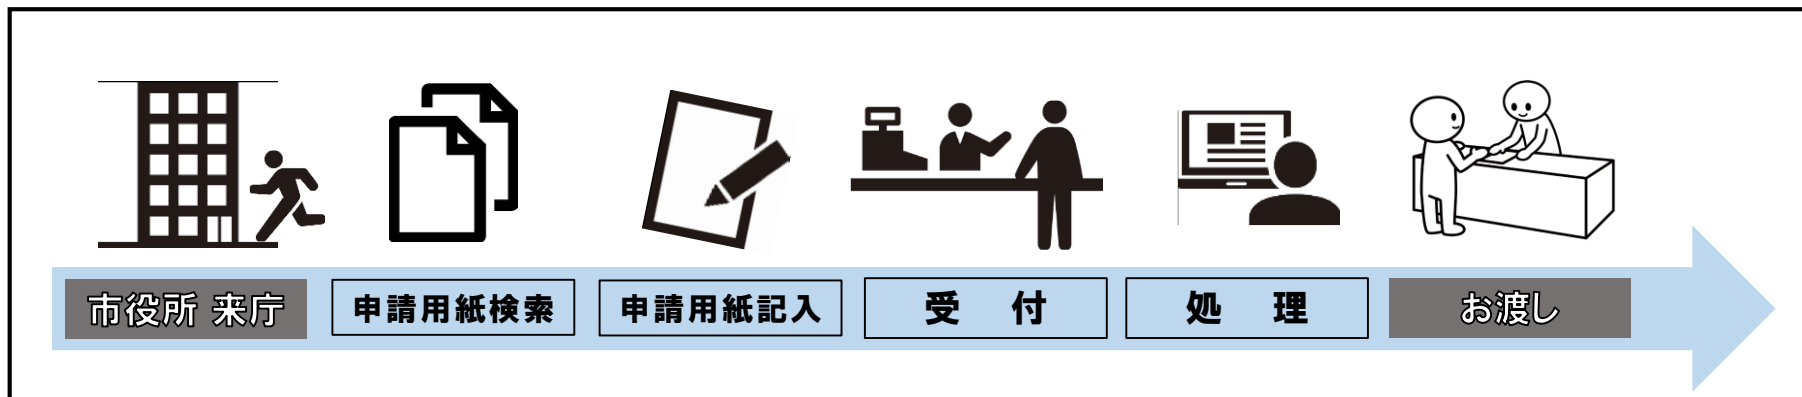 市役所 来庁
申請用紙検索
申請用紙記入
受 付
処 理
お渡し